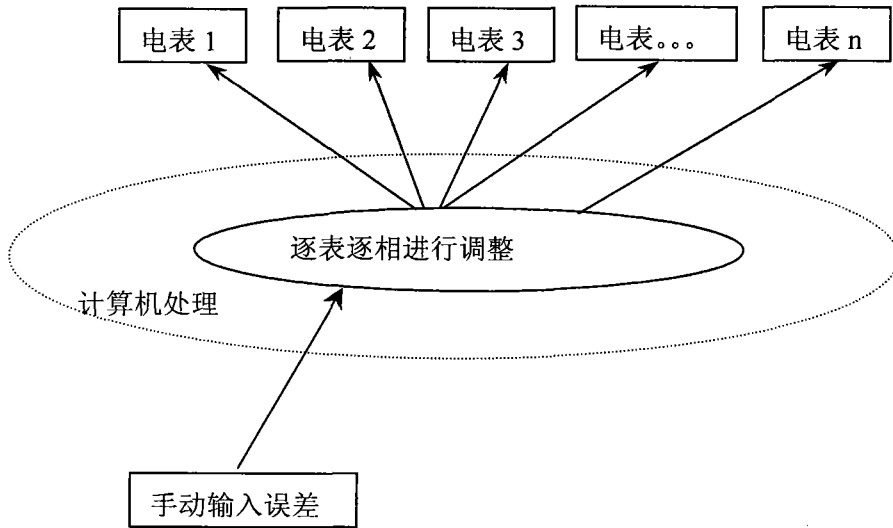 电表 1
电表 2
电表 3
电表。。。
电表 n
逐表逐相进行调整
计算机处理
手动输入误差